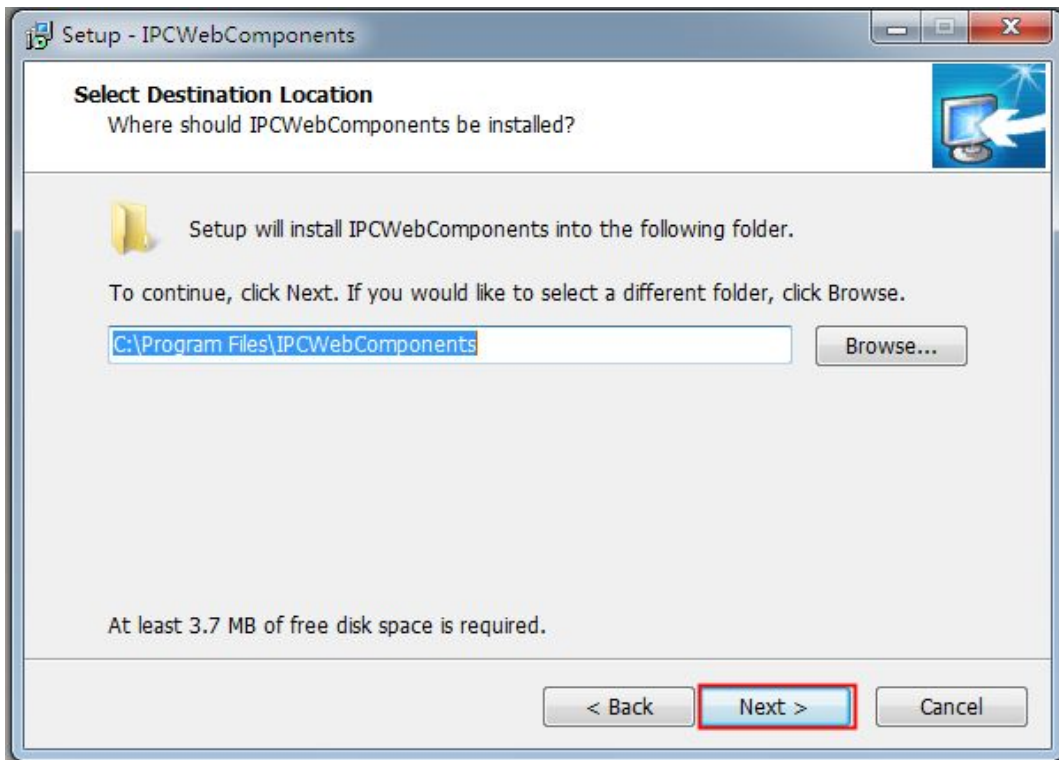 Setup - IPCWebComponents
Select Destination Location
Where should IPCWebComponents be installed?
Setup will install IPCWebComponents into the following folder.
To continue, click Next. If you would like to select a different folder, click Browse.
C:\Program Files\IPCWebComponents
Browse...
At least 3.7 MB of free disk space is required.
< Back
Next >
Cancel